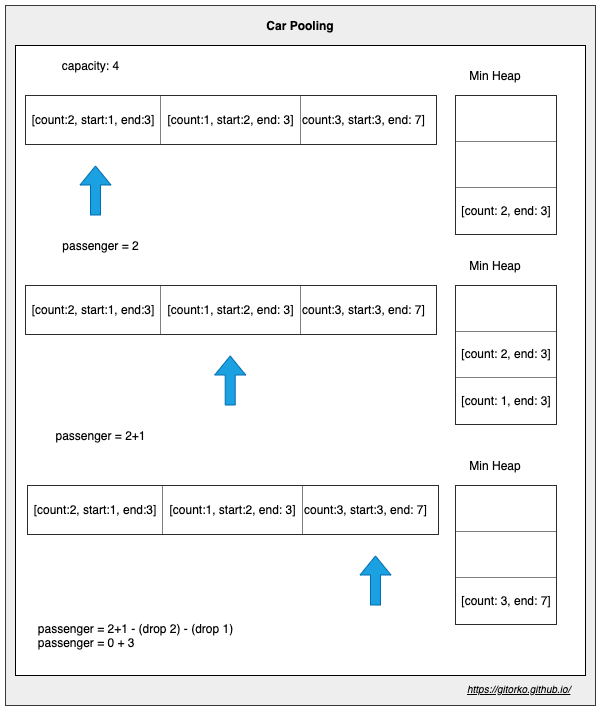 Car Pooling
capacity: 4
Min Heap
[count:2, start:1, end:3] [count:1, start:2, end: 3] count:3, start:3, end: 7]
[count: 2, end: 3]
passenger = 2
Min Heap
[count:2, start:1, end:3] [count:1, start:2, end: 3] count:3, start:3, end: 7]
[count: 2, end: 3]
[count: 1, end: 3]
passenger = 2+1
Min Heap
[count:2, start:1, end:3] [count:1, start:2, end: 3] count:3, start:3, end: 7]
[count: 3, end: 7]
passenger = 2+1 - (drop 2) - (drop 1)
passenger = 0 + 3
https://gitorko.github.io/